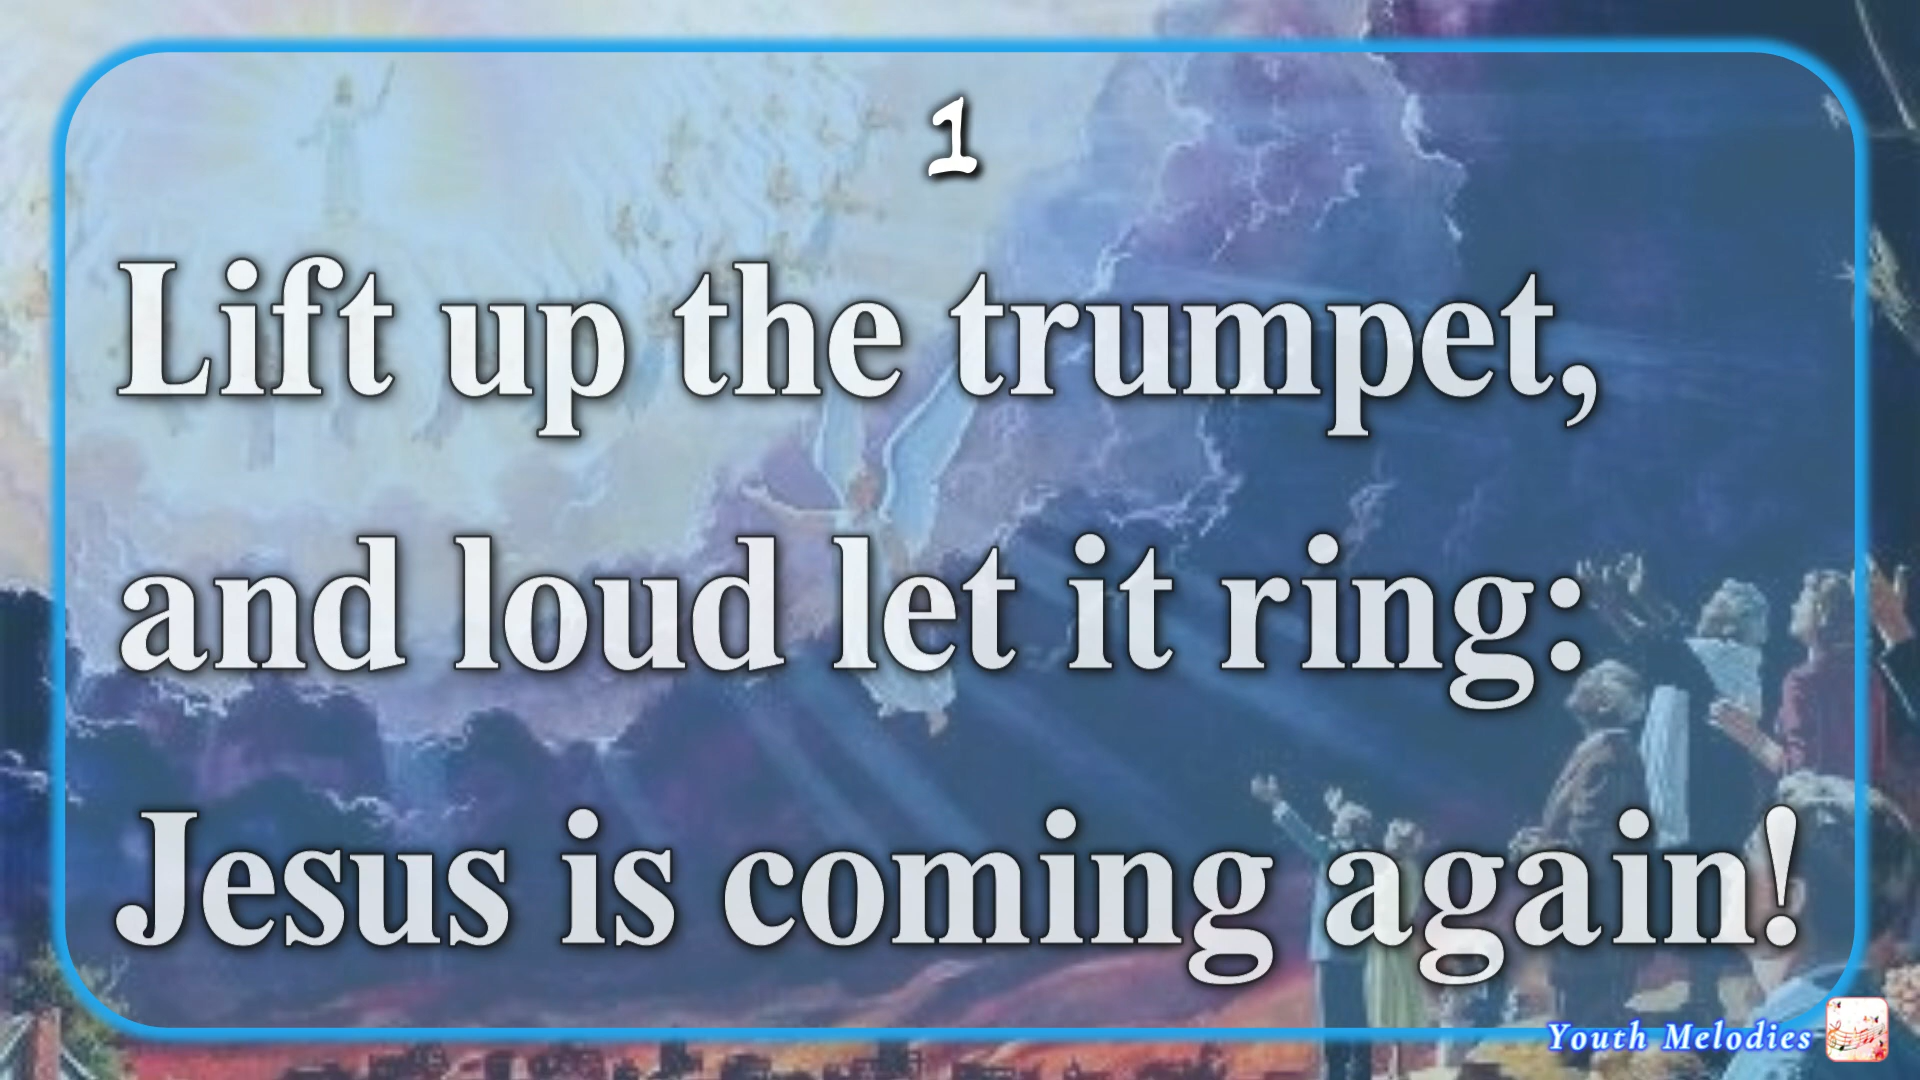 1
Lift up the trumpet,
and loud let it ring:
Jesus is coming again!
Youth Melodies